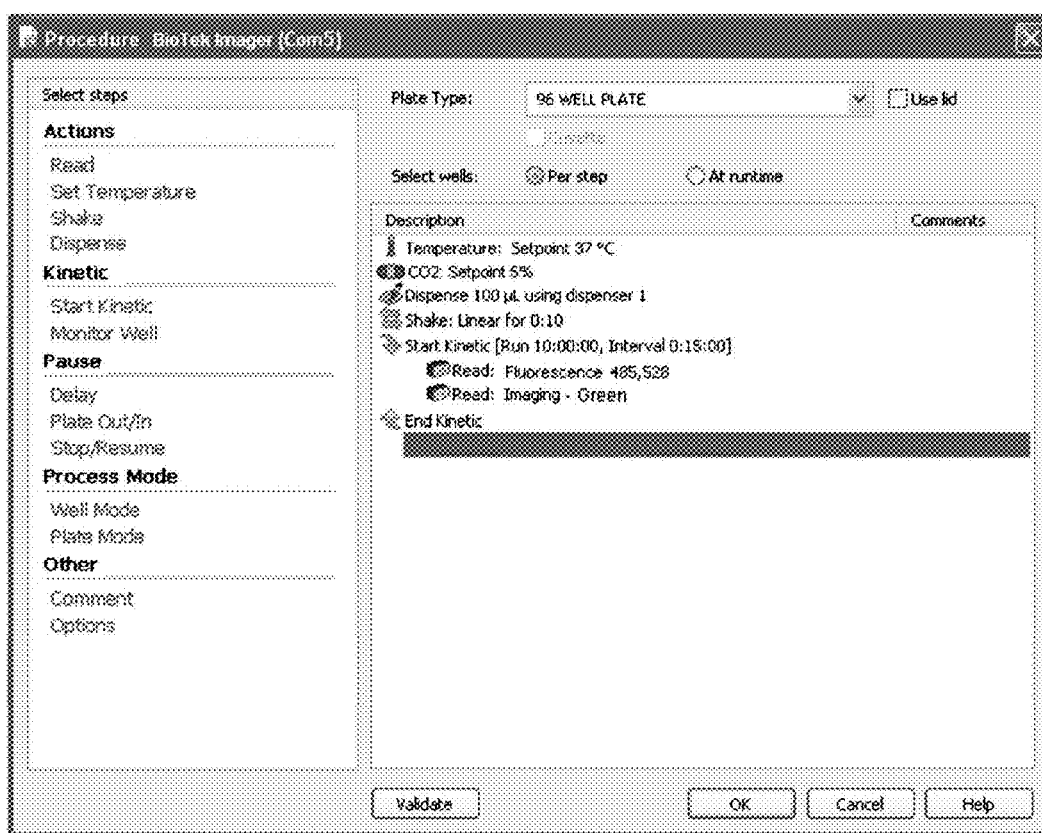 Procedure BioTek Imager (Com5)
Select steps
Actions
Read
Set Temperature
Shake
Dispense
Kinetic
Start Kinetic
Monitor Well
Pause
Delay
Plate Out/In
Stop/Resume
Process Mode
Well Mode
Plate Mode
Other
Comment
Options
Plate Type: 96 WELL PLATE Use lid
Select wells: Per step At runtime
Description Comments
Temperature: Setpoint 37 °C
CO2: Setpoint 5%
Dispense 100 µL using dispenser 1
Shake: Linear for 0:10
Start Kinetic [Run 10:00:00, Interval 0:15:00]
Read: Fluorescence 485,528
Read: Imaging - Green
End Kinetic
Validate OK Cancel Help